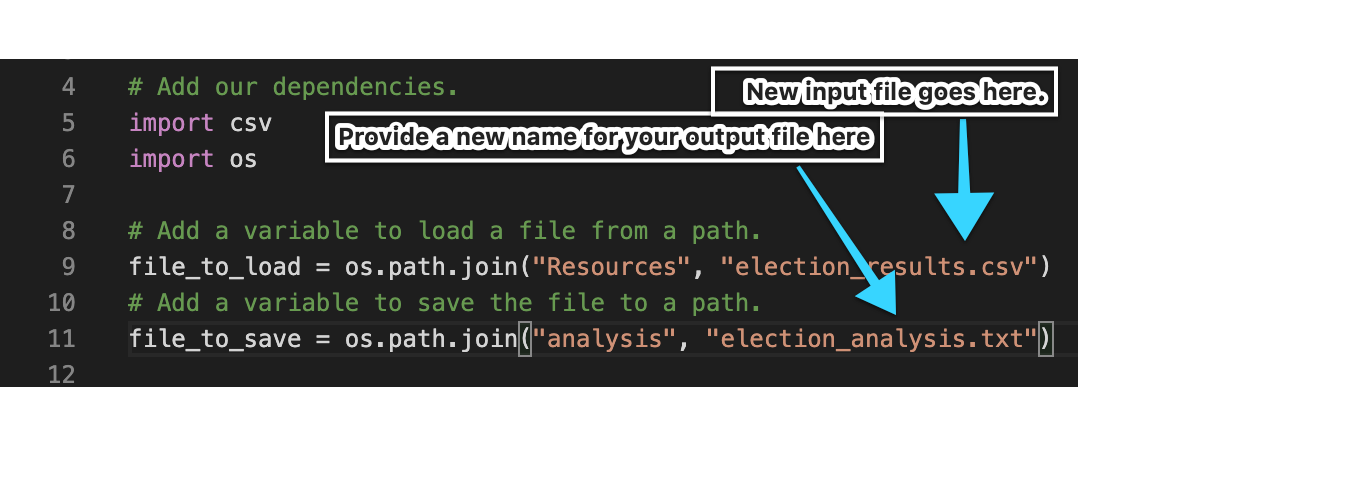 4 # Add our dependencies.
New input file goes here.
5 import csv
Provide a new name for your output file here
6 import os
7
8 # Add a variable to load a file from a path.
9 file_to_load = os.path.join("Resources", "election_results.csv")
10 # Add a variable to save the file to a path.
11 file_to_save = os.path.join("analysis", "election_analysis.txt")
12